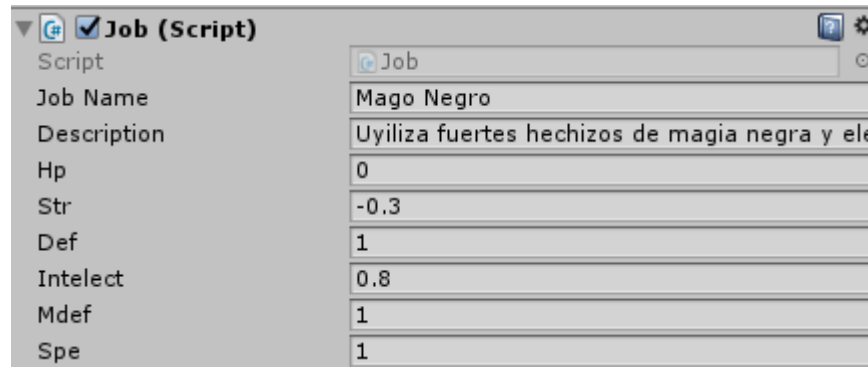 Job (Script)
Script Job
Job Name Mago Negro
Description Uyiliza fuertes hechizos de magia negra y ele
Hp 0
Str -0.3
Def 1
Intelect 0.8
Mdef 1
Spe 1